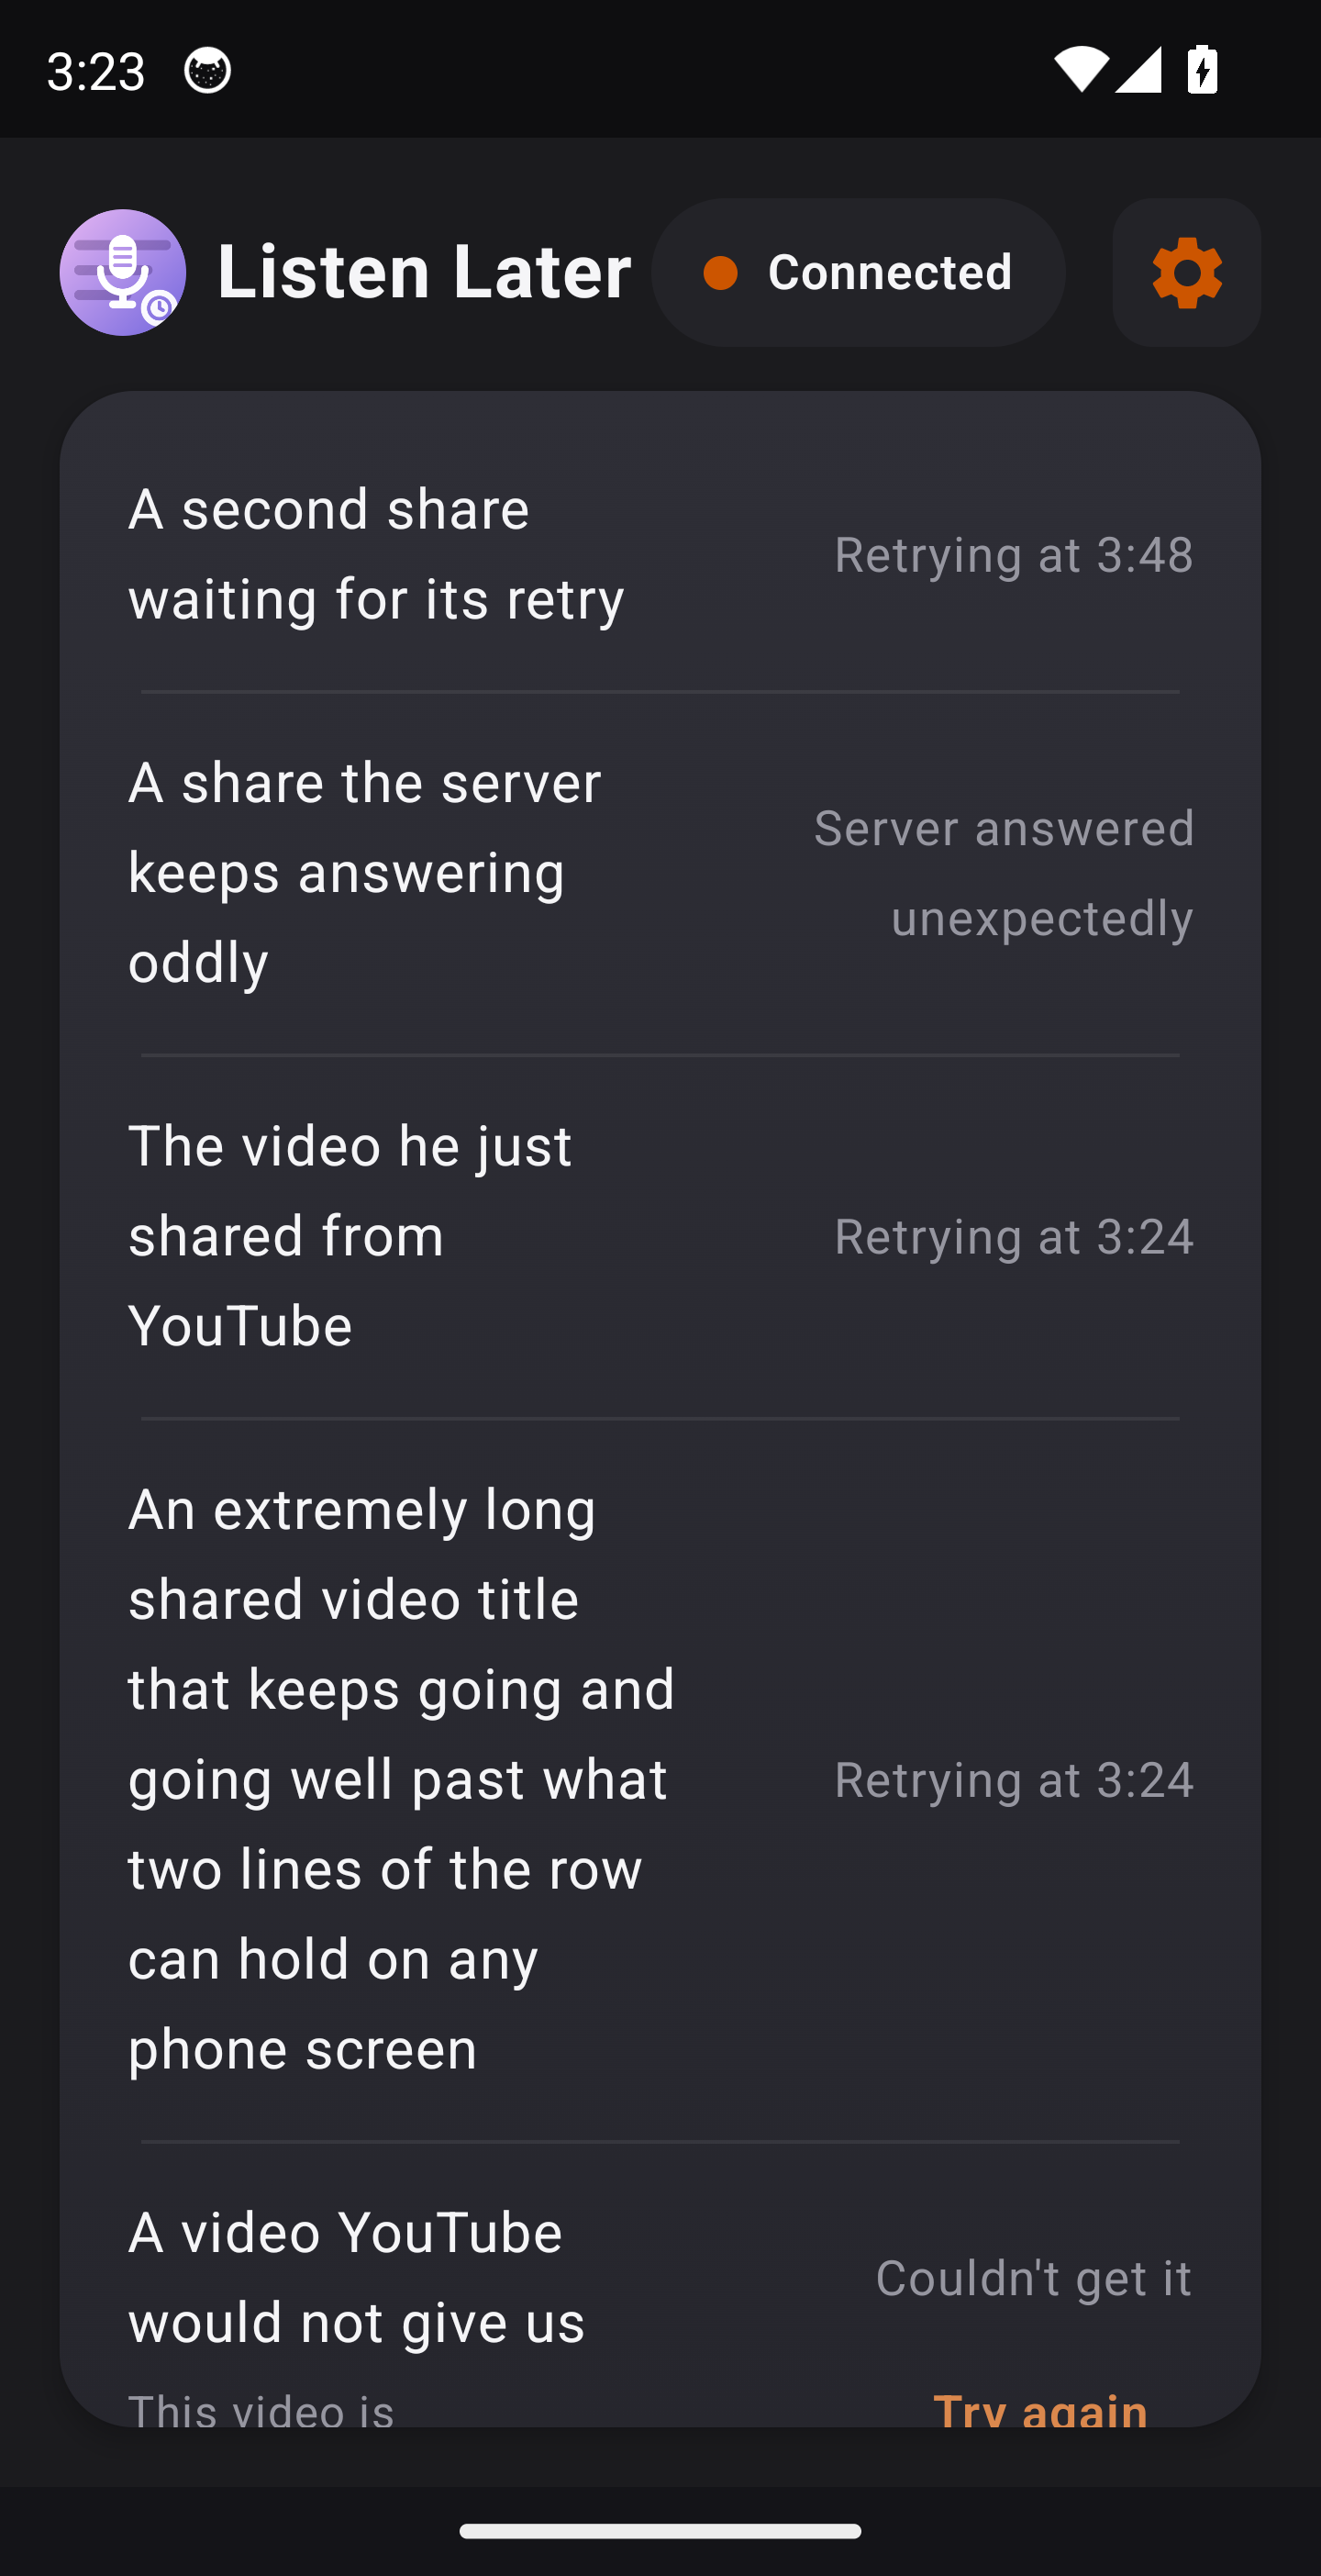 3:23
Listen Later
Connected
A second share
waiting for its retry
Retrying at 3:48
A share the server
keeps answering
oddly
Server answered
unexpectedly
The video he just
shared from
YouTube
Retrying at 3:24
An extremely long
shared video title
that keeps going and
going well past what
two lines of the row
can hold on any
phone screen
Retrying at 3:24
A video YouTube
would not give us
Couldn't get it
This video is
Try again